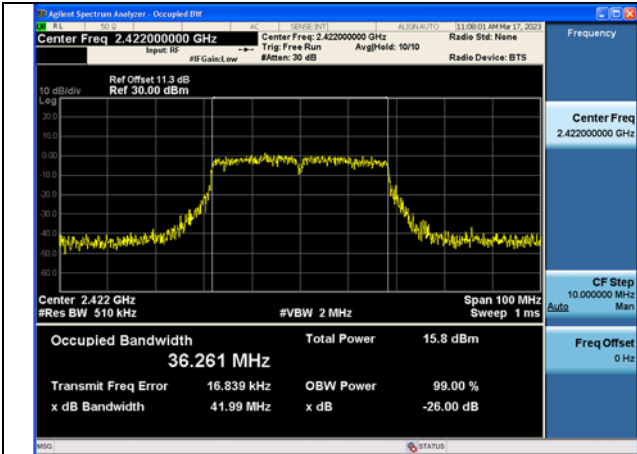 Agilent Spectrum Analyzer - Occupied BW
RL 50 Ω AC SENSE:INT ALIGNAUTO 11:08:01 AM Mar 17, 2023
Center Freq 2.422000000 GHz Center Freq: 2.422000000 GHz Radio Std: None Frequency
Input: RF Trig: Free Run Avg|Hold: 10/10
#IFGain:Low #Atten: 30 dB Radio Device: BTS
Ref Offset 11.3 dB
10 dB/div Ref 30.00 dBm
Log
20.0
10.0
0.00
-10.0
-20.0
-30.0
-40.0
-50.0
-60.0
Center Freq
2.422000000 GHz
Center 2.422 GHz Span 100 MHz
#Res BW 510 kHz #VBW 2 MHz Sweep 1 ms
CF Step
10.000000 MHz
Auto Man
Occupied Bandwidth Total Power 15.8 dBm
36.261 MHz
Transmit Freq Error 16.839 kHz OBW Power 99.00 %
x dB Bandwidth 41.99 MHz x dB -26.00 dB
Freq Offset
0 Hz
MSG STATUS